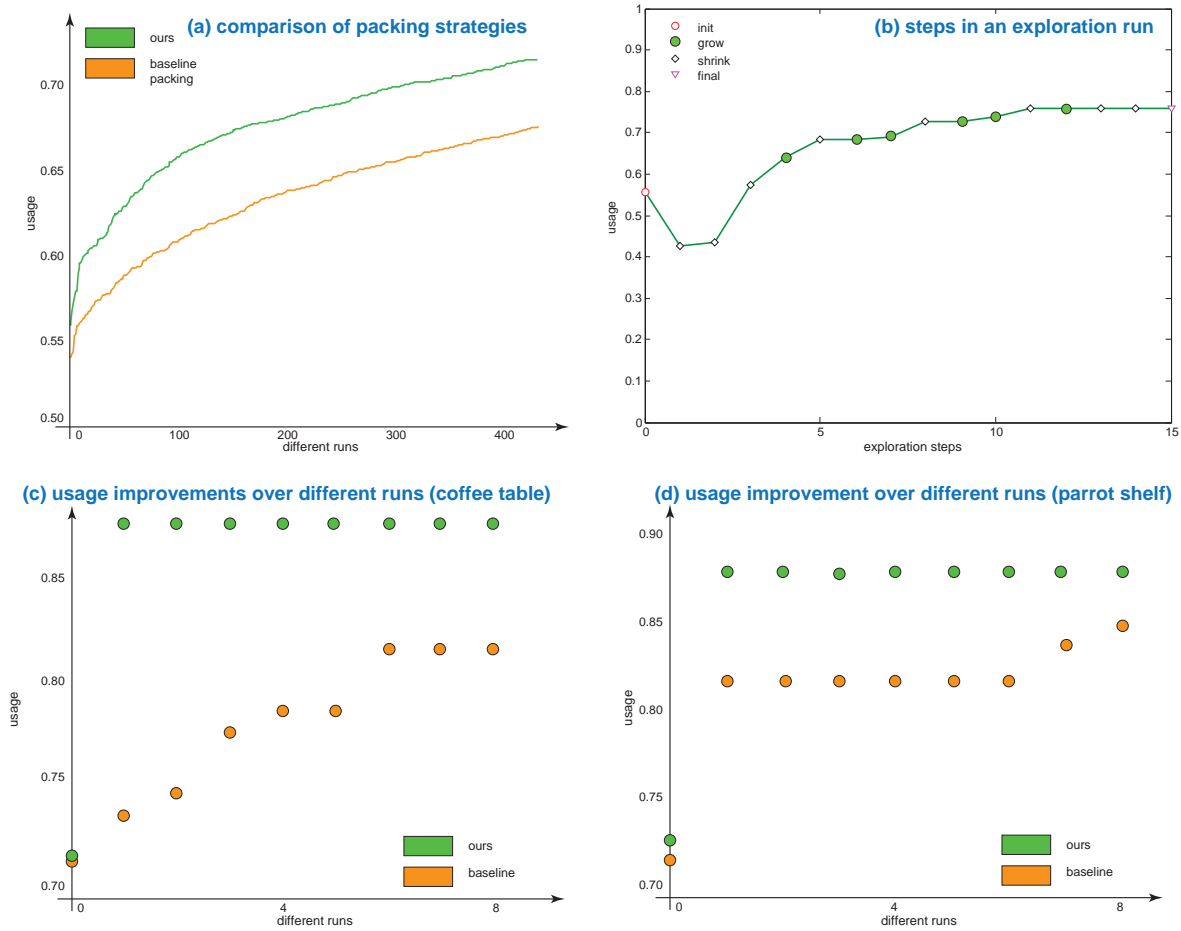 (a) comparison of packing strategies
ours
baseline
packing
usage
0.70
0.65
0.60
0.55
0.50
0 100 200 300 400
different runs
(b) steps in an exploration run
init
grow
shrink
final
usage
1
0.9
0.8
0.7
0.6
0.5
0.4
0.3
0.2
0.1
0
0 5 10 15
exploration steps
(c) usage improvements over different runs (coffee table)
usage
0.85
0.80
0.75
0.70
ours
baseline
0 4 8
different runs
(d) usage improvement over different runs (parrot shelf)
usage
0.90
0.85
0.80
0.75
0.70
ours
baseline
0 4 8
different runs